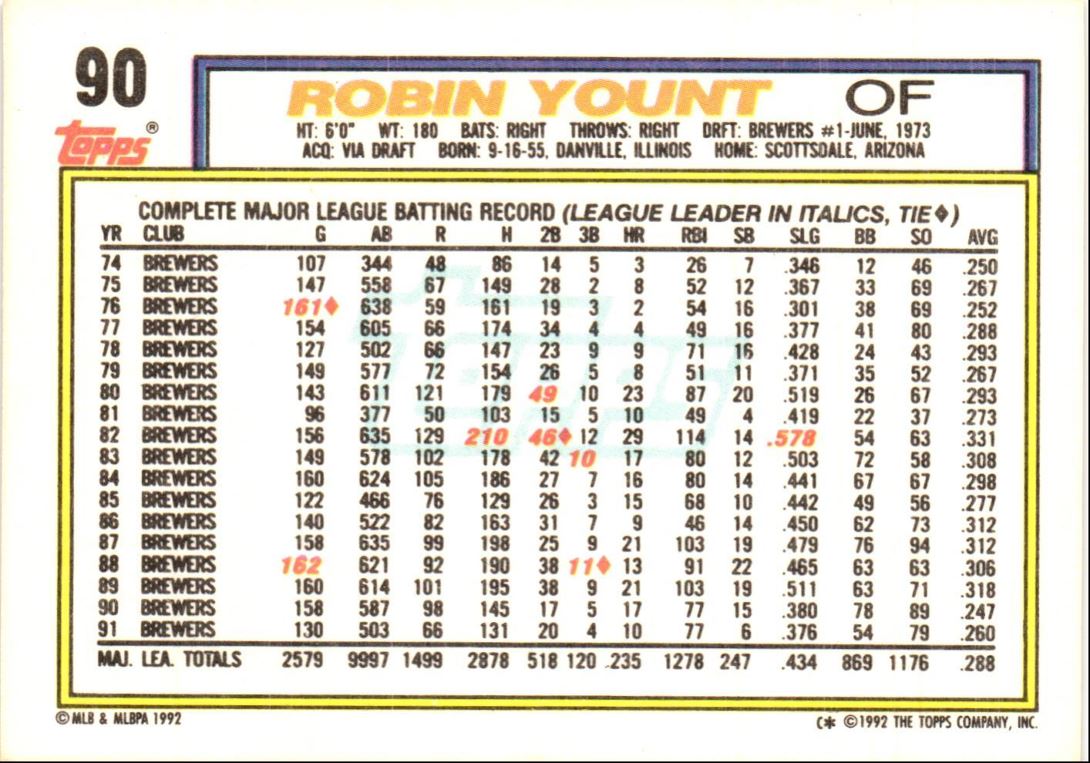 90
ROBIN YOUNT OF
Topps®
HT: 6'0" WT: 180 BATS: RIGHT THROWS: RIGHT DRFT: BREWERS #1-JUNE, 1973
ACQ: VIA DRAFT BORN: 9-16-55, DANVILLE, ILLINOIS HOME: SCOTTSDALE, ARIZONA
COMPLETE MAJOR LEAGUE BATTING RECORD (LEAGUE LEADER IN ITALICS, TIE♦)
YR CLUB G AB R H 2B 3B HR RBI SB SLG BB SO AVG
74 BREWERS 107 344 48 86 14 5 3 26 7 .346 12 46 .250
75 BREWERS 147 558 67 149 28 2 8 52 12 .367 33 69 .267
76 BREWERS 161♦ 638 59 161 19 3 2 54 16 .301 38 69 .252
77 BREWERS 154 605 66 174 34 4 4 49 16 .377 41 80 .288
78 BREWERS 127 502 66 147 23 9 9 71 16 .428 24 43 .293
79 BREWERS 149 577 72 154 26 5 8 51 11 .371 35 52 .267
80 BREWERS 143 611 121 179 49 10 23 87 20 .519 26 67 .293
81 BREWERS 96 377 50 103 15 5 10 49 4 .419 22 37 .273
82 BREWERS 156 635 129 210 46♦ 12 29 114 14 .578 54 63 .331
83 BREWERS 149 578 102 178 42 10 17 80 12 .503 72 58 .308
84 BREWERS 160 624 105 186 27 7 16 80 14 .441 67 67 .298
85 BREWERS 122 466 76 129 26 3 15 68 10 .442 49 56 .277
86 BREWERS 140 522 82 163 31 7 9 46 14 .450 62 73 .312
87 BREWERS 158 635 99 198 25 9 21 103 19 .479 76 94 .312
88 BREWERS 162 621 92 190 38 11♦ 13 91 22 .465 63 63 .306
89 BREWERS 160 614 101 195 38 9 21 103 19 .511 63 71 .318
90 BREWERS 158 587 98 145 17 5 17 77 15 .380 78 89 .247
91 BREWERS 130 503 66 131 20 4 10 77 6 .376 54 79 .260
MAJ. LEA. TOTALS 2579 9997 1499 2878 518 120 235 1278 247 .434 869 1176 .288
Topps
© MLB & MLBPA 1992
C* © 1992 THE TOPPS COMPANY, INC.